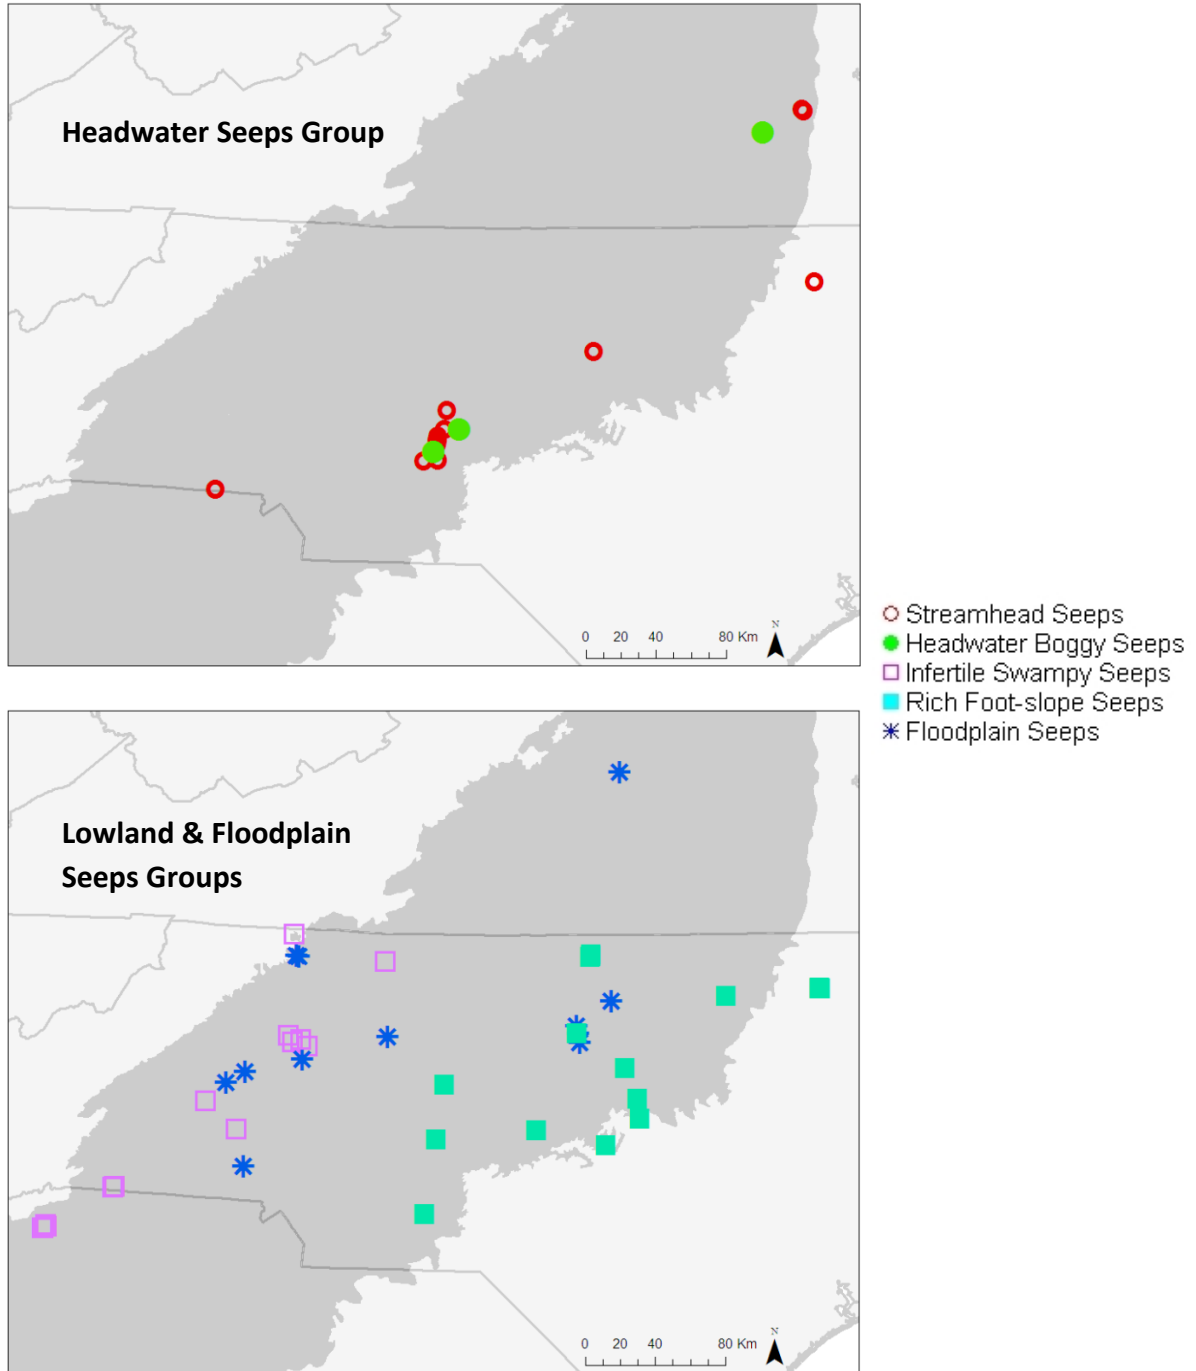 Headwater Seeps Group
0 20 40 80 Km
N
Streamhead Seeps
Headwater Boggy Seeps
Infertile Swampy Seeps
Rich Foot-slope Seeps
Floodplain Seeps
Lowland & Floodplain
Seeps Groups
0 20 40 80 Km
N